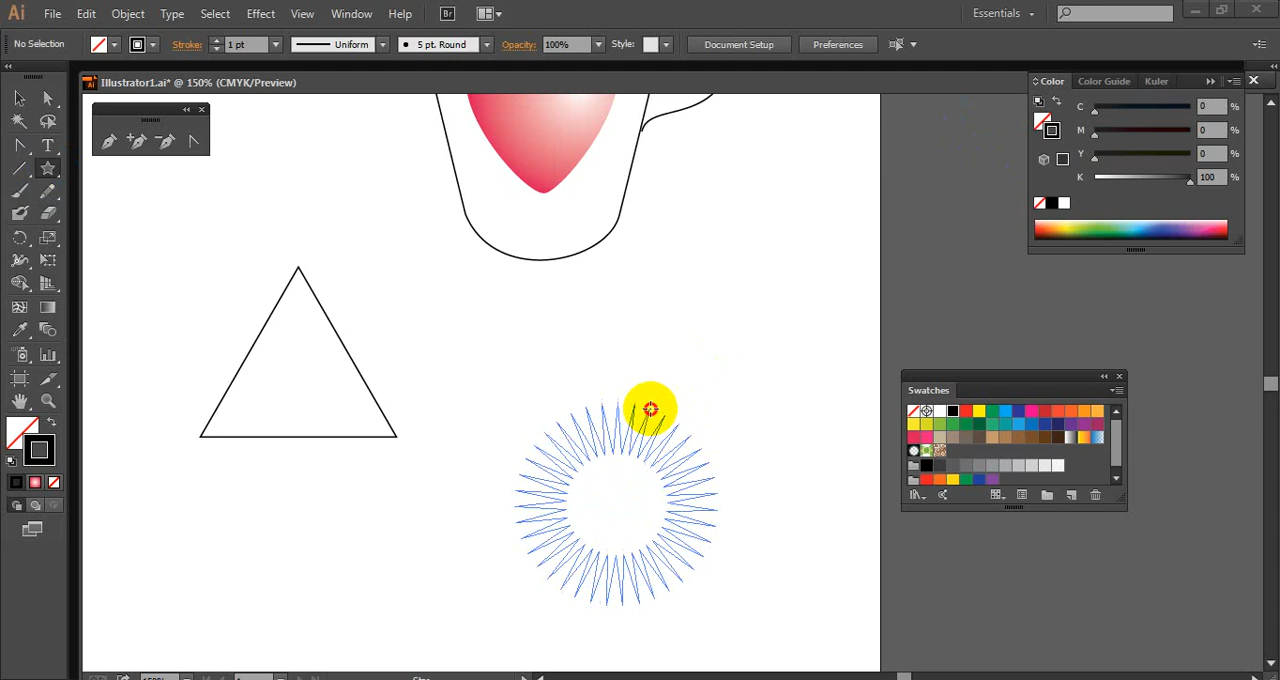 Ai File Edit Object Type Select Effect View Window Help Br Essentials
No Selection Stroke: 1 pt Uniform 5 pt. Round Opacity: 100% Style: Document Setup Preferences
Illustrator1.ai* @ 150% (CMYK/Preview)
Color Color Guide Kuler
C 0 %
M 0 %
Y 0 %
K 100 %
T
Swatches
150% Star